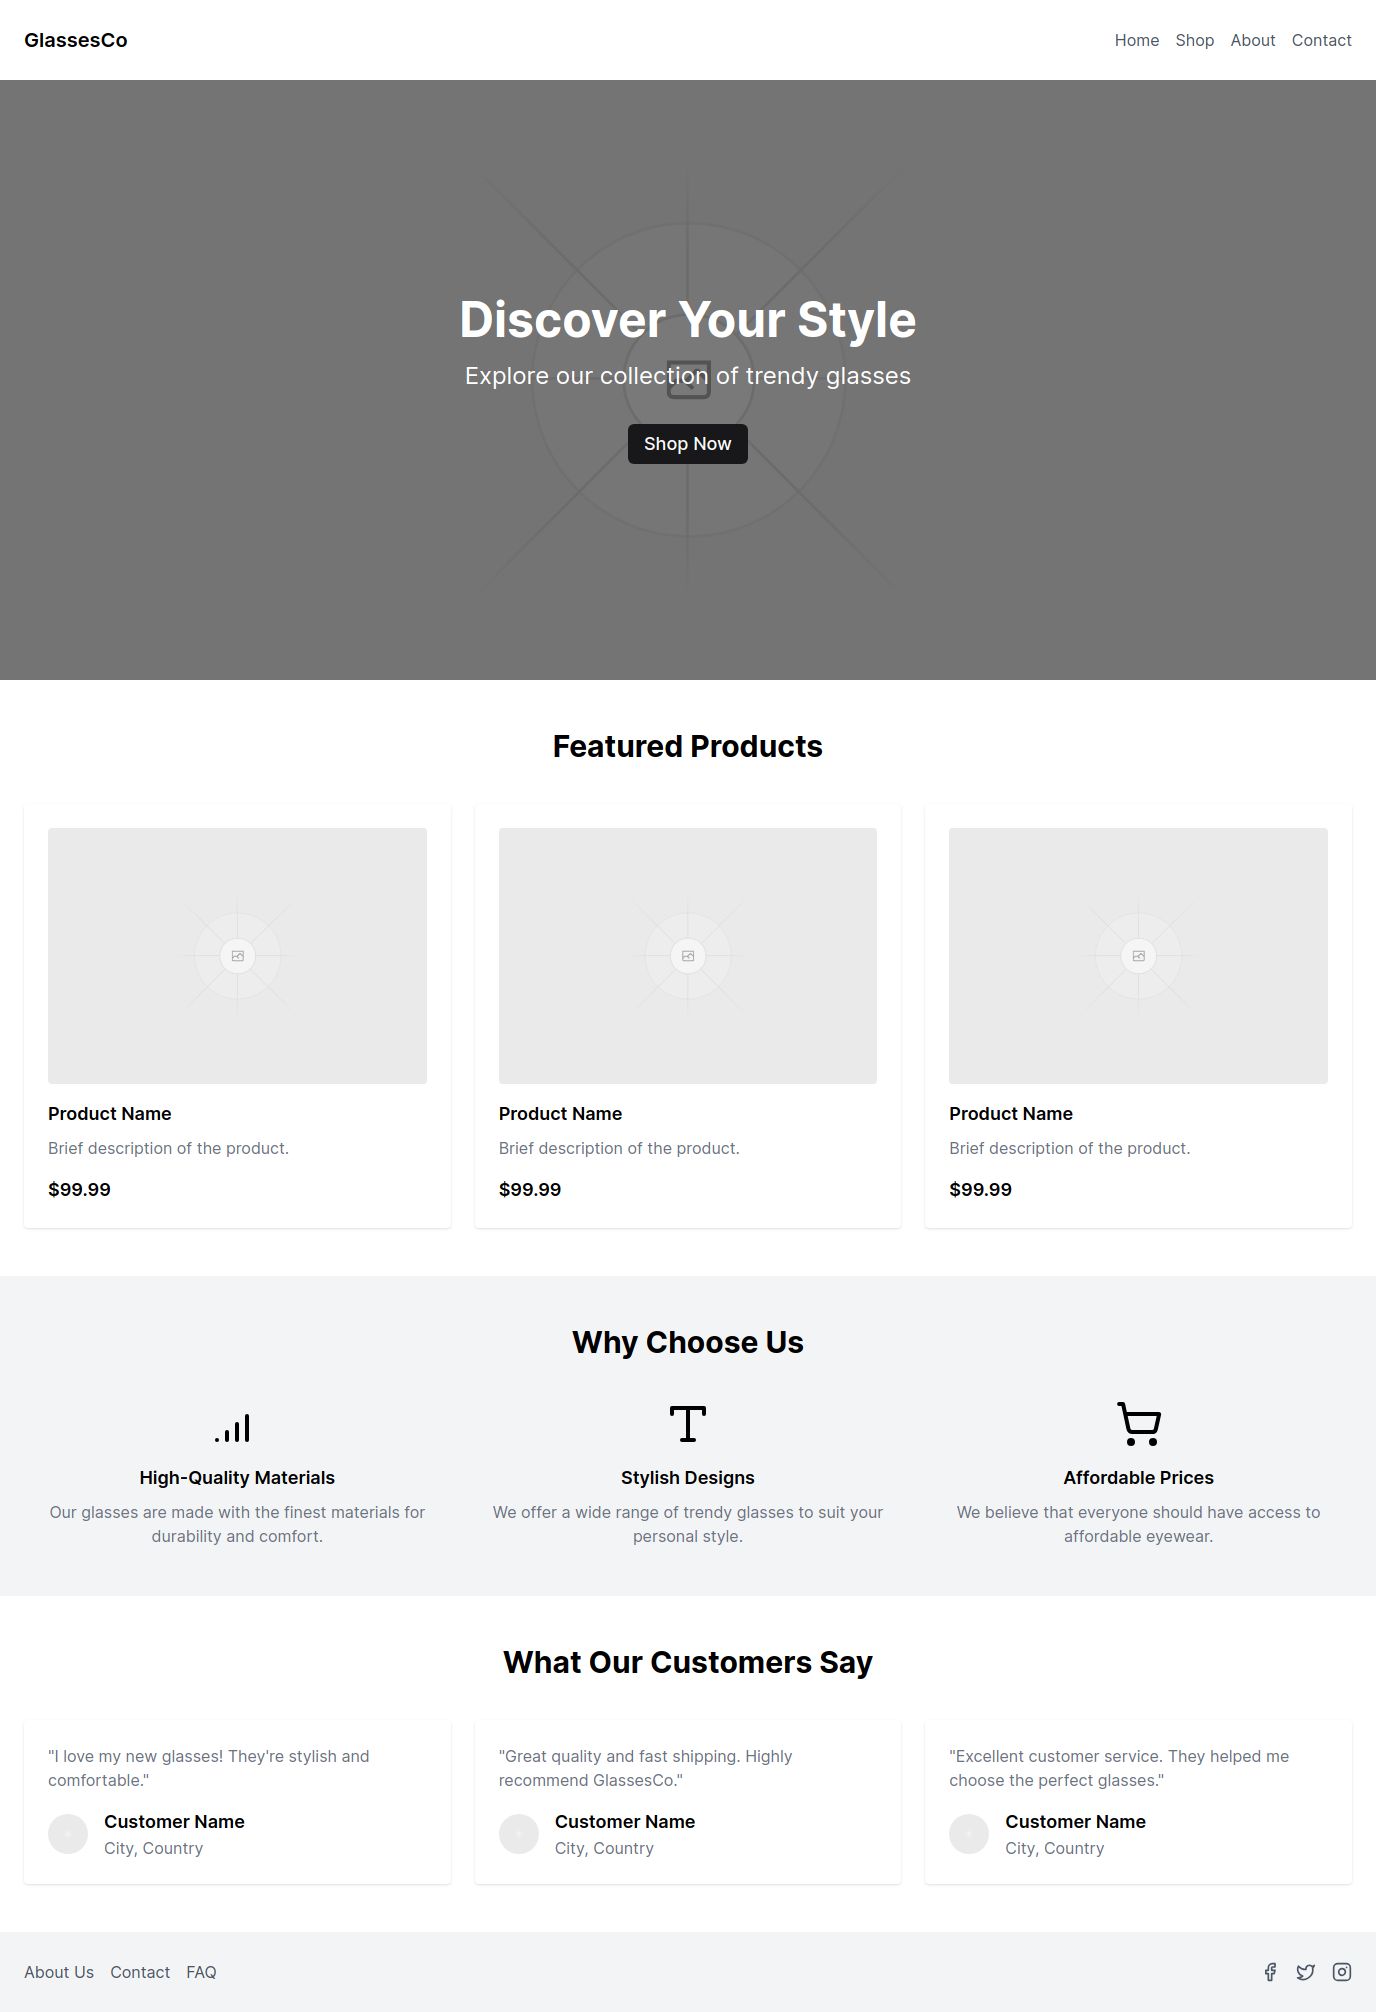 GlassesCo
Home Shop About Contact
Discover Your Style
Explore our collection of trendy glasses
Shop Now
Featured Products
Product Name
Brief description of the product.
$99.99
Product Name
Brief description of the product.
$99.99
Product Name
Brief description of the product.
$99.99
Why Choose Us
High-Quality Materials
Our glasses are made with the finest materials for
durability and comfort.
Stylish Designs
We offer a wide range of trendy glasses to suit your
personal style.
Affordable Prices
We believe that everyone should have access to
affordable eyewear.
What Our Customers Say
"I love my new glasses! They're stylish and
comfortable."
Customer Name
City, Country
"Great quality and fast shipping. Highly
recommend GlassesCo."
Customer Name
City, Country
"Excellent customer service. They helped me
choose the perfect glasses."
Customer Name
City, Country
About Us Contact FAQ